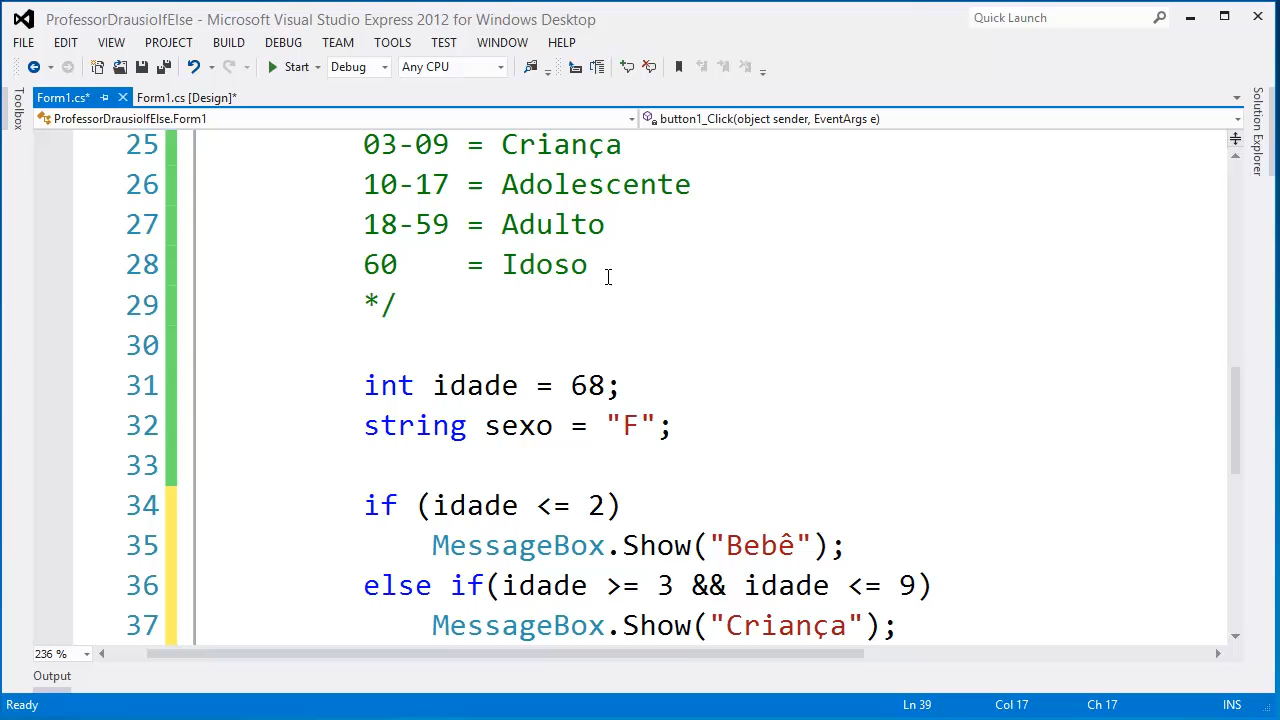 ProfessorDrausioIfElse - Microsoft Visual Studio Express 2012 for Windows Desktop
Quick Launch
FILE EDIT VIEW PROJECT BUILD DEBUG TEAM TOOLS TEST WINDOW HELP
Start Debug Any CPU
Toolbox
Form1.cs* Form1.cs [Design]*
Solution Explorer
ProfessorDrausioIfElse.Form1 button1_Click(object sender, EventArgs e)
25 03-09 = Criança
26 10-17 = Adolescente
27 18-59 = Adulto
28 60 = Idoso
29 */
30
31 int idade = 68;
32 string sexo = "F";
33
34 if (idade <= 2)
35 MessageBox.Show("Bebê");
36 else if(idade >= 3 && idade <= 9)
37 MessageBox.Show("Criança");
236 %
Output
Ready Ln 39 Col 17 Ch 17 INS